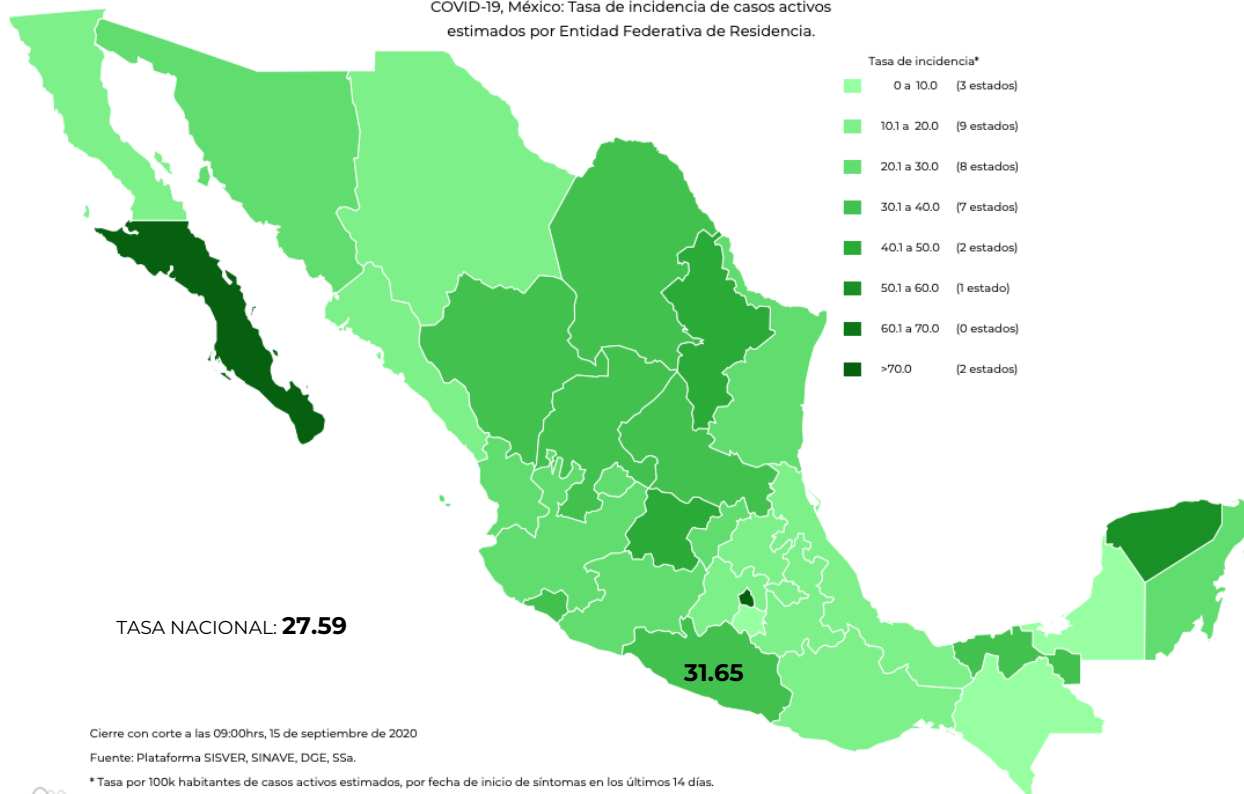 COVID-19, México: Tasa de incidencia de casos activos
estimados por Entidad Federativa de Residencia.
Tasa de incidencia*
0 a 10.0 (3 estados)
10.1 a 20.0 (9 estados)
20.1 a 30.0 (8 estados)
30.1 a 40.0 (7 estados)
40.1 a 50.0 (2 estados)
50.1 a 60.0 (1 estado)
60.1 a 70.0 (0 estados)
>70.0 (2 estados)
TASA NACIONAL: 27.59
31.65
Cierre con corte a las 09:00hrs, 15 de septiembre de 2020
Fuente: Plataforma SISVER, SINAVE, DGE, SSa.
* Tasa por 100k habitantes de casos activos estimados, por fecha de inicio de síntomas en los últimos 14 días.